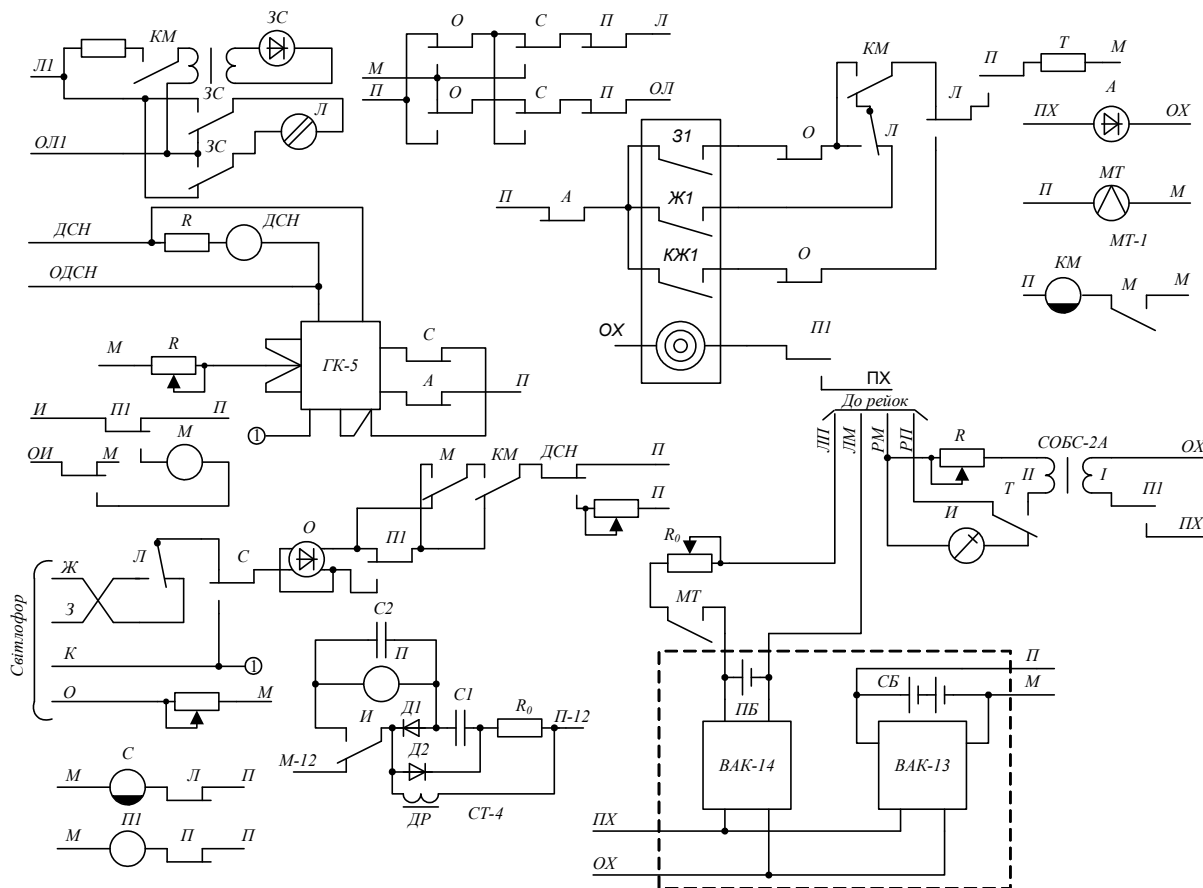 КМ ЗС О С П Л
Л1 ЗС М КМ П Т М
Л П О С П ОЛ Л А
ОЛ1 ЗС З1 О Л ПХ ОХ
П А Ж1 П МТ М
ДСН R ДСН КЖ1 О МТ-1
ОДСН П КМ М М
ОХ П1
М R ГК-5 С ПХ
А П До рейок
И П1 П ЛП ЛМ РМ РП R СОБС-2А ОХ
1 II I
ОИ М М М КМ ДСН П Т П1
П И ПХ
О П1 R0
Л С
Ж МТ
З С2
Світлофор П
К 1 П
О М И Д1 С1 R0 П-12 СБ М
М-12 Д2 ПБ
С ВАК-14 ВАК-13
М Л П ДР СТ-4
П1 ПХ
М П П
ОХ